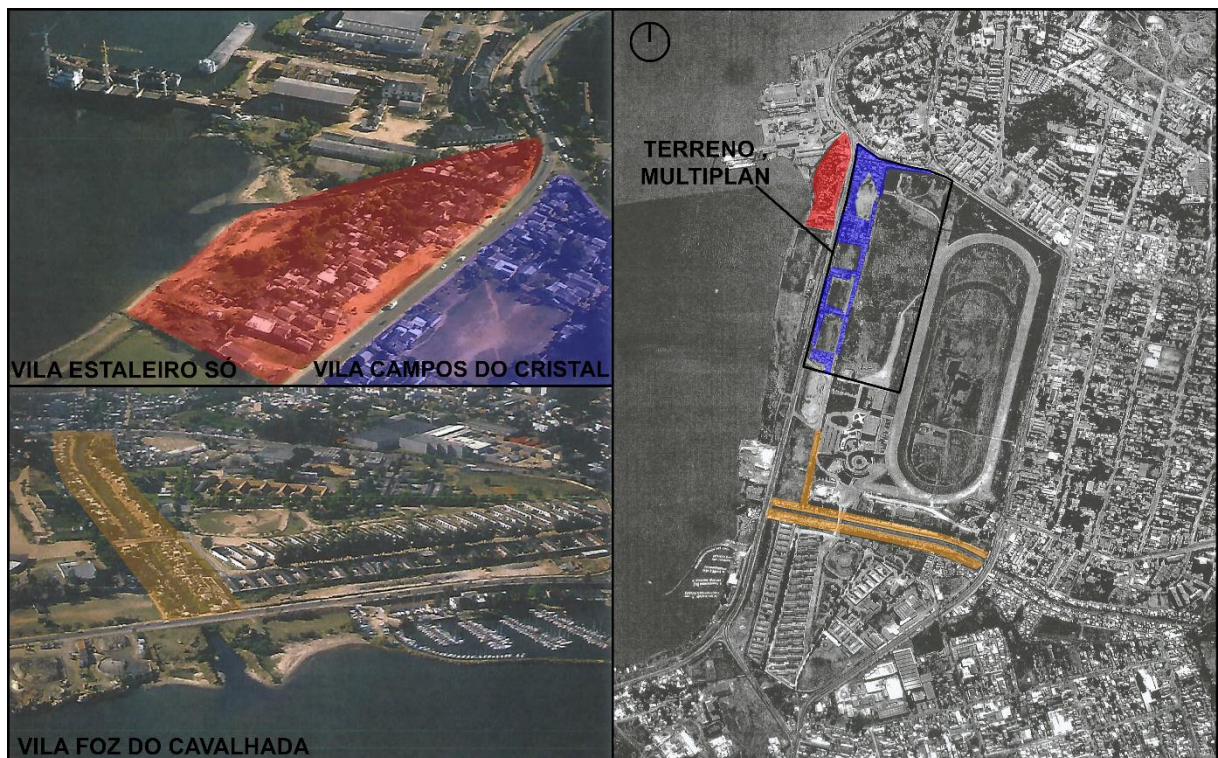 VILA ESTALEIRO SÓ
VILA CAMPOS DO CRISTAL
VILA FOZ DO CAVALHADA
TERRENO ,
MULTIPLAN